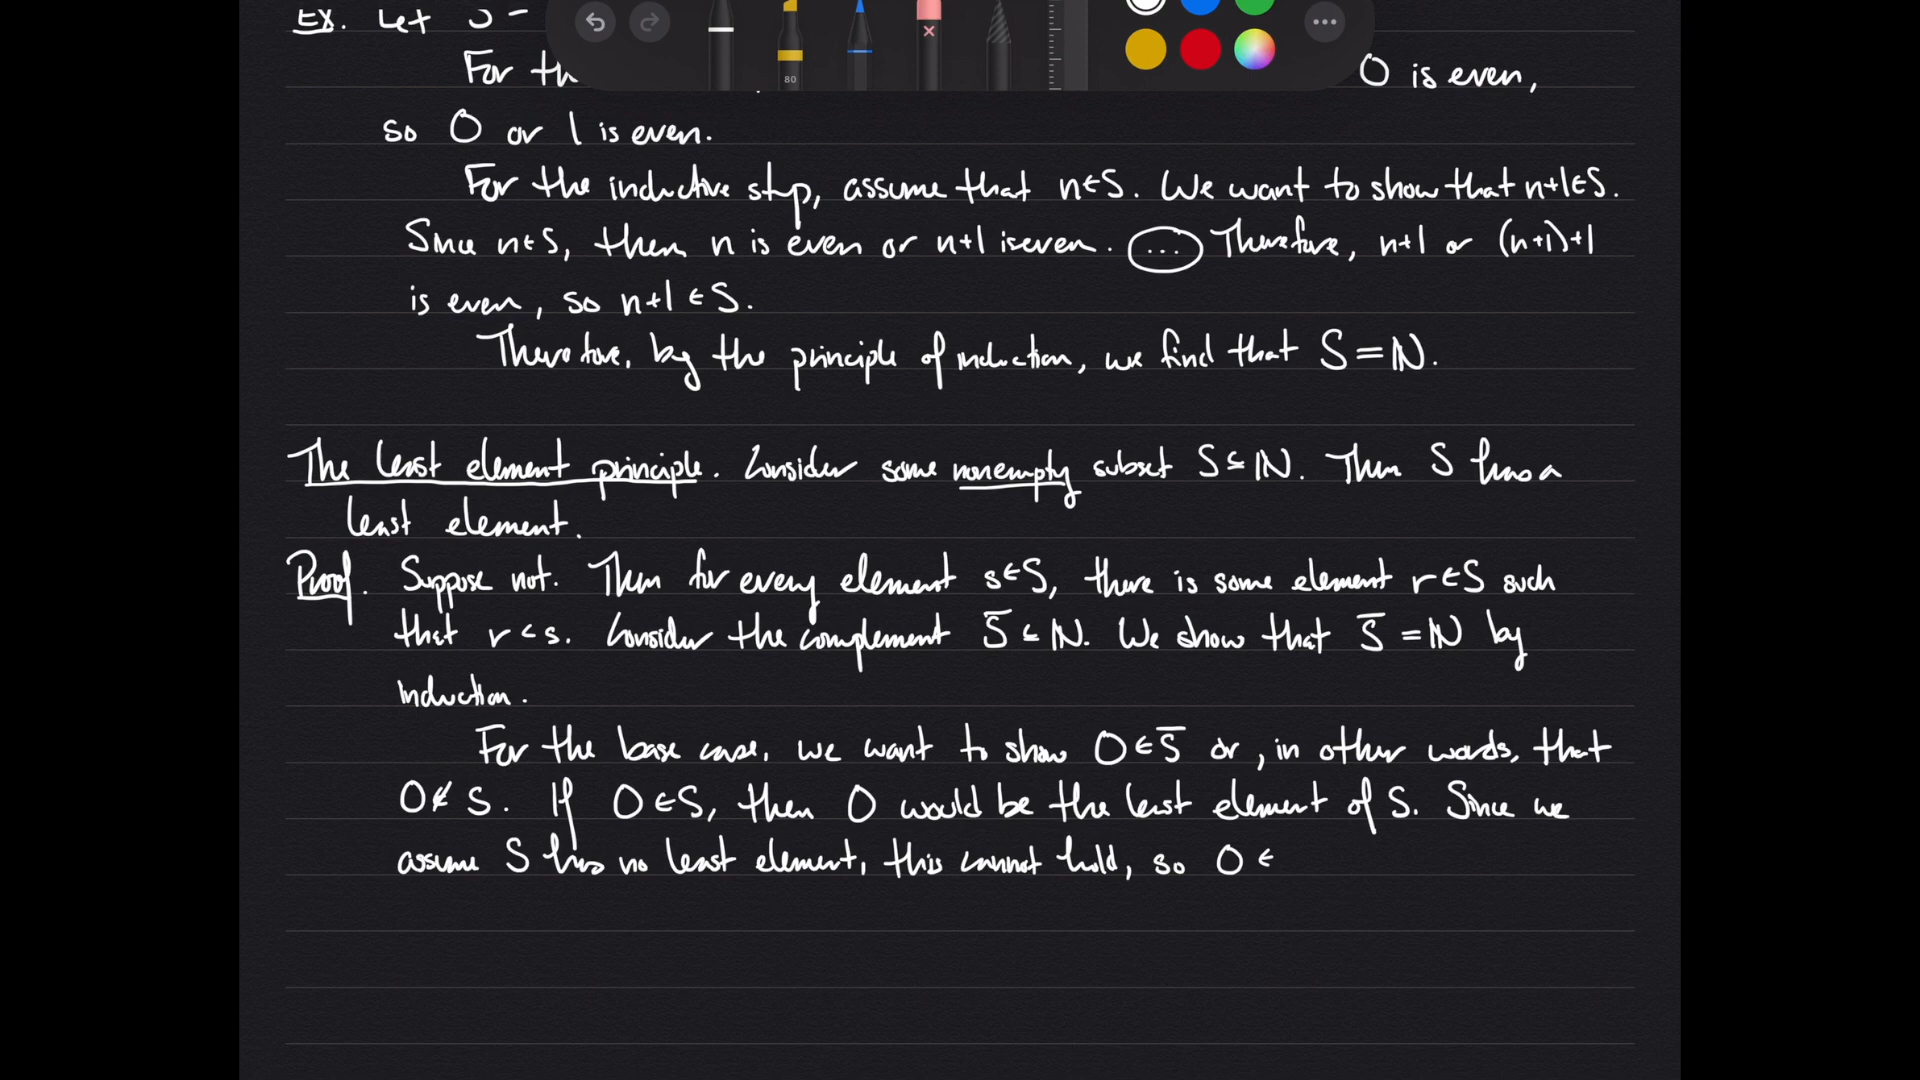 Ex. Let S =
For th
0 is even,
so 0 or 1 is even.
For the inductive step, assume that n∈S. We want to show that n+1∈S.
Since n∈S, then n is even or n+1 is even. (...) Therefore, n+1 or (n+1)+1
is even, so n+1 ∈ S.
Therefore, by the principle of induction, we find that S = ℕ.
The least element principle. Consider some nonempty subset S ⊆ ℕ. Then S has a
least element.
Proof. Suppose not. Then for every element s∈S, there is some element r∈S such
that r < s. Consider the complement S̅ ⊆ ℕ. We show that S̅ = ℕ by
induction.
For the base case, we want to show 0 ∈ S̅ or, in other words, that
0 ∉ S. If 0 ∈ S, then 0 would be the least element of S. Since we
assume S has no least element, this cannot hold, so 0 ∈
80